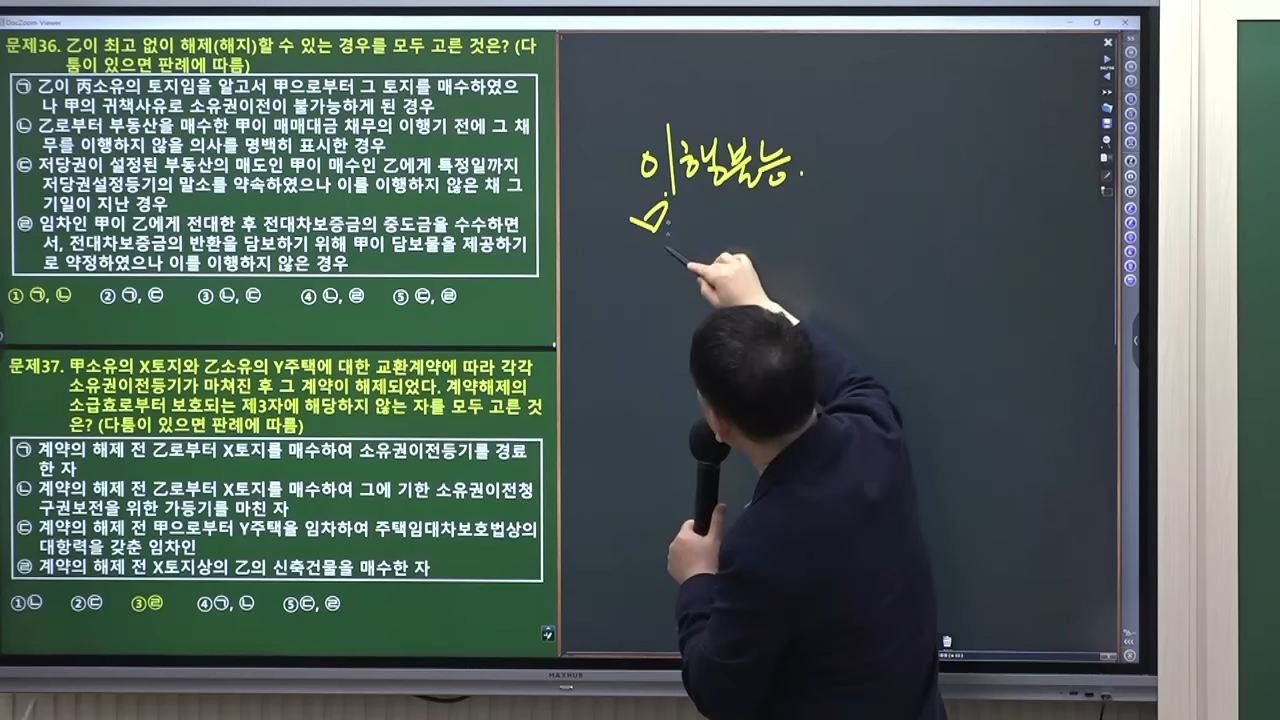 DocZoom Viewer
문제36. 乙이 최고 없이 해제(해지)할 수 있는 경우를 모두 고른 것은? (다
툼이 있으면 판례에 따름)
㉠ 乙이 丙소유의 토지임을 알고서 甲으로부터 그 토지를 매수하였으
나 甲의 귀책사유로 소유권이전이 불가능하게 된 경우
㉡ 乙로부터 부동산을 매수한 甲이 매매대금 채무의 이행기 전에 그 채
무를 이행하지 않을 의사를 명백히 표시한 경우
㉢ 저당권이 설정된 부동산의 매도인 甲이 매수인 乙에게 특정일까지
저당권설정등기의 말소를 약속하였으나 이를 이행하지 않은 채 그
기일이 지난 경우
㉣ 임차인 甲이 乙에게 전대한 후 전대차보증금의 중도금을 수수하면
서, 전대차보증금의 반환을 담보하기 위해 甲이 담보물을 제공하기
로 약정하였으나 이를 이행하지 않은 경우
① ㉠, ㉡ ② ㉠, ㉢ ③ ㉡, ㉢ ④ ㉡, ㉣ ⑤ ㉢, ㉣
문제37. 甲소유의 X토지와 乙소유의 Y주택에 대한 교환계약에 따라 각각
소유권이전등기가 마쳐진 후 그 계약이 해제되었다. 계약해제의
소급효로부터 보호되는 제3자에 해당하지 않는 자를 모두 고른 것
은? (다툼이 있으면 판례에 따름)
㉠ 계약의 해제 전 乙로부터 X토지를 매수하여 소유권이전등기를 경료
한 자
㉡ 계약의 해제 전 乙로부터 X토지를 매수하여 그에 기한 소유권이전청
구권보전을 위한 가등기를 마친 자
㉢ 계약의 해제 전 甲으로부터 Y주택을 임차하여 주택임대차보호법상의
대항력을 갖춘 임차인
㉣ 계약의 해제 전 X토지상의 乙의 신축건물을 매수한 자
①㉡ ②㉢ ③㉣ ④㉠, ㉡ ⑤㉢, ㉣
이행불능.
MAXHUB